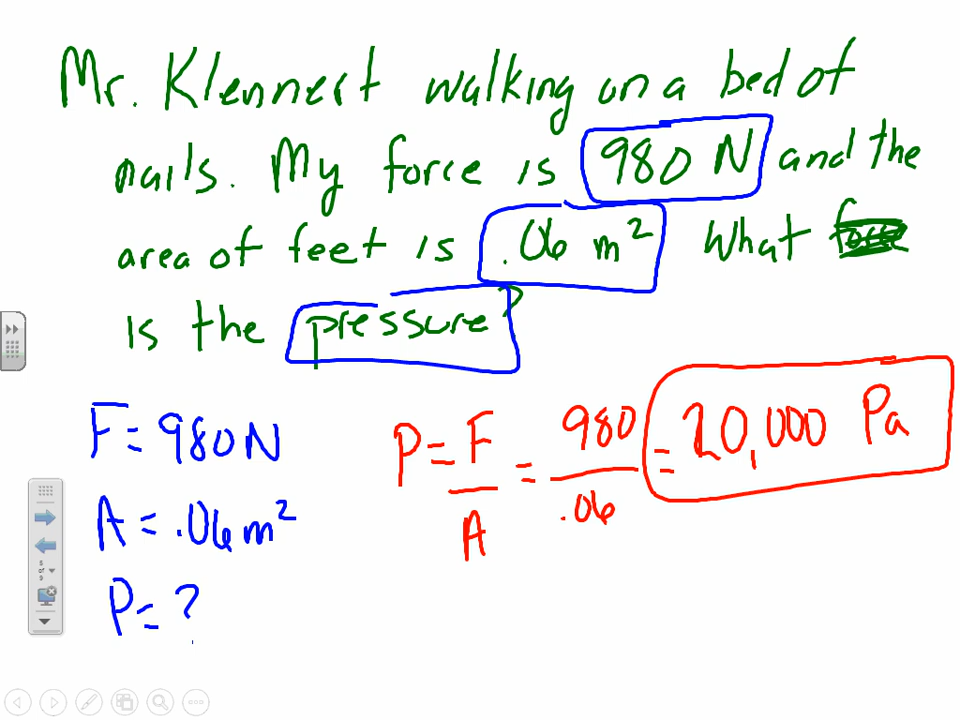 Mr. Klennert walking on a bed of
nails. My force is 980 N and the
area of feet is .06 m² What force
is the pressure?
F = 980N
A = .06 m²
P = ?
P = F/A = 980/.06 = 20,000 Pa